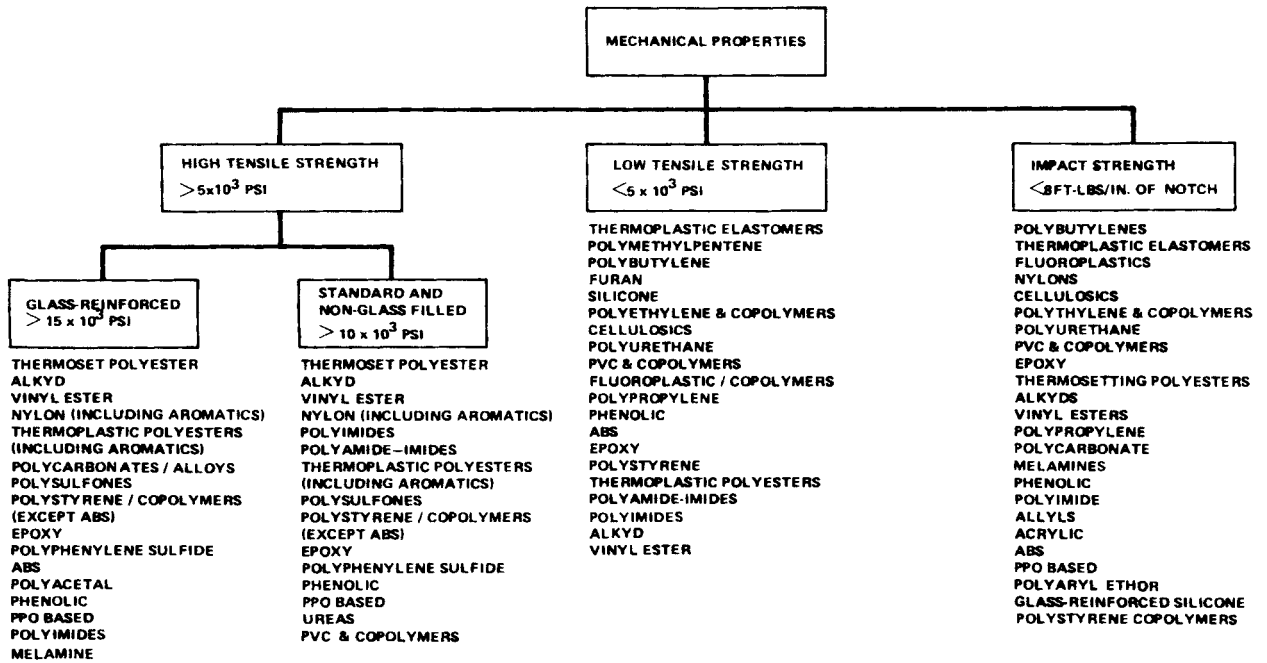 MECHANICAL PROPERTIES
HIGH TENSILE STRENGTH
>5x10³ PSI
LOW TENSILE STRENGTH
<5 x 10³ PSI
IMPACT STRENGTH
<8FT-LBS/IN. OF NOTCH
GLASS-REINFORCED
> 15 x 10³ PSI
THERMOSET POLYESTER
ALKYD
VINYL ESTER
NYLON (INCLUDING AROMATICS)
THERMOPLASTIC POLYESTERS
(INCLUDING AROMATICS)
POLYCARBONATES / ALLOYS
POLYSULFONES
POLYSTYRENE / COPOLYMERS
(EXCEPT ABS)
EPOXY
POLYPHENYLENE SULFIDE
ABS
POLYACETAL
PHENOLIC
PPO BASED
POLYIMIDES
MELAMINE
STANDARD AND
NON-GLASS FILLED
> 10 x 10³ PSI
THERMOSET POLYESTER
ALKYD
VINYL ESTER
NYLON (INCLUDING AROMATICS)
POLYIMIDES
POLYAMIDE-IMIDES
THERMOPLASTIC POLYESTERS
(INCLUDING AROMATICS)
POLYSULFONES
POLYSTYRENE / COPOLYMERS
(EXCEPT ABS)
EPOXY
POLYPHENYLENE SULFIDE
PHENOLIC
PPO BASED
UREAS
PVC & COPOLYMERS
THERMOPLASTIC ELASTOMERS
POLYMETHYLPENTENE
POLYBUTYLENE
FURAN
SILICONE
POLYETHYLENE & COPOLYMERS
CELLULOSICS
POLYURETHANE
PVC & COPOLYMERS
FLUOROPLASTIC / COPOLYMERS
POLYPROPYLENE
PHENOLIC
ABS
EPOXY
POLYSTYRENE
THERMOPLASTIC POLYESTERS
POLYAMIDE-IMIDES
POLYIMIDES
ALKYD
VINYL ESTER
POLYBUTYLENES
THERMOPLASTIC ELASTOMERS
FLUOROPLASTICS
NYLONS
CELLULOSICS
POLYTHYLENE & COPOLYMERS
POLYURETHANE
PVC & COPOLYMERS
EPOXY
THERMOSETTING POLYESTERS
ALKYDS
VINYL ESTERS
POLYPROPYLENE
POLYCARBONATE
MELAMINES
PHENOLIC
POLYIMIDE
ALLYLS
ACRYLIC
ABS
PPO BASED
POLYARYL ETHOR
GLASS-REINFORCED SILICONE
POLYSTYRENE COPOLYMERS